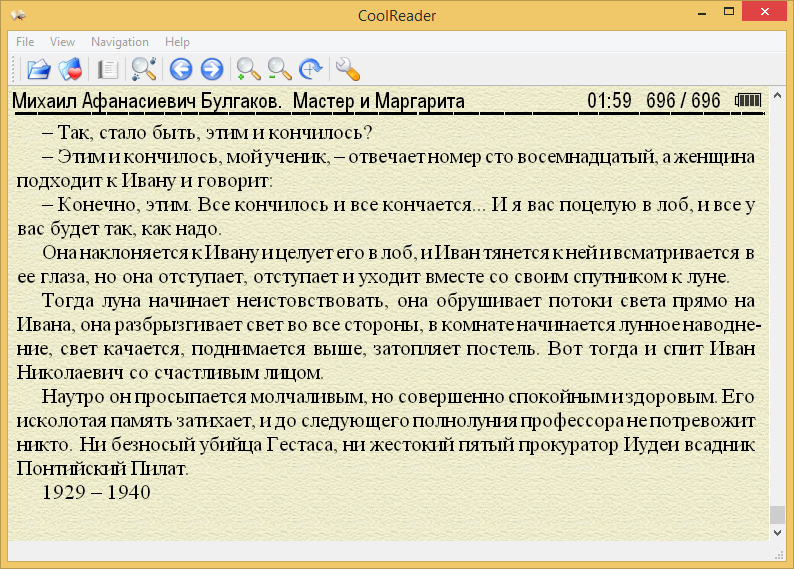 CoolReader
File View Navigation Help
Михаил Афанасиевич Булгаков. Мастер и Маргарита 01:59 696 / 696
– Так, стало быть, этим и кончилось?
– Этим и кончилось, мой ученик, – отвечает номер сто восемнадцатый, а женщина
подходит к Ивану и говорит:
– Конечно, этим. Все кончилось и все кончается... И я вас поцелую в лоб, и все у
вас будет так, как надо.
Она наклоняется к Ивану и целует его в лоб, и Иван тянется к ней и всматривается в
ее глаза, но она отступает, отступает и уходит вместе со своим спутником к луне.
Тогда луна начинает неистовствовать, она обрушивает потоки света прямо на
Ивана, она разбрызгивает свет во все стороны, в комнате начинается лунное наводне-
ние, свет качается, поднимается выше, затопляет постель. Вот тогда и спит Иван
Николаевич со счастливым лицом.
Наутро он просыпается молчаливым, но совершенно спокойным и здоровым. Его
исколотая память затихает, и до следующего полнолуния профессора не потревожит
никто. Ни безносый убийца Гестаса, ни жестокий пятый прокуратор Иудеи всадник
Понтийский Пилат.
1929 – 1940